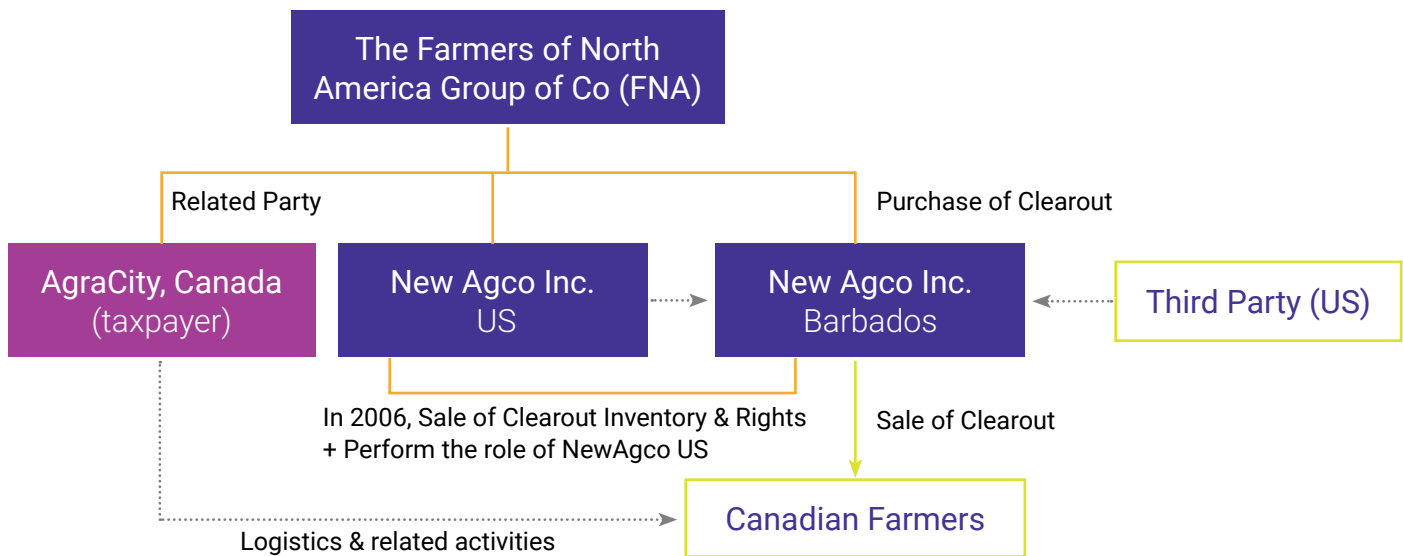 The Farmers of North
America Group of Co (FNA)
Related Party
Purchase of Clearout
AgraCity, Canada
(taxpayer)
New Agco Inc.
US
New Agco Inc.
Barbados
Third Party (US)
In 2006, Sale of Clearout Inventory & Rights
+ Perform the role of NewAgco US
Sale of Clearout
Canadian Farmers
Logistics & related activities